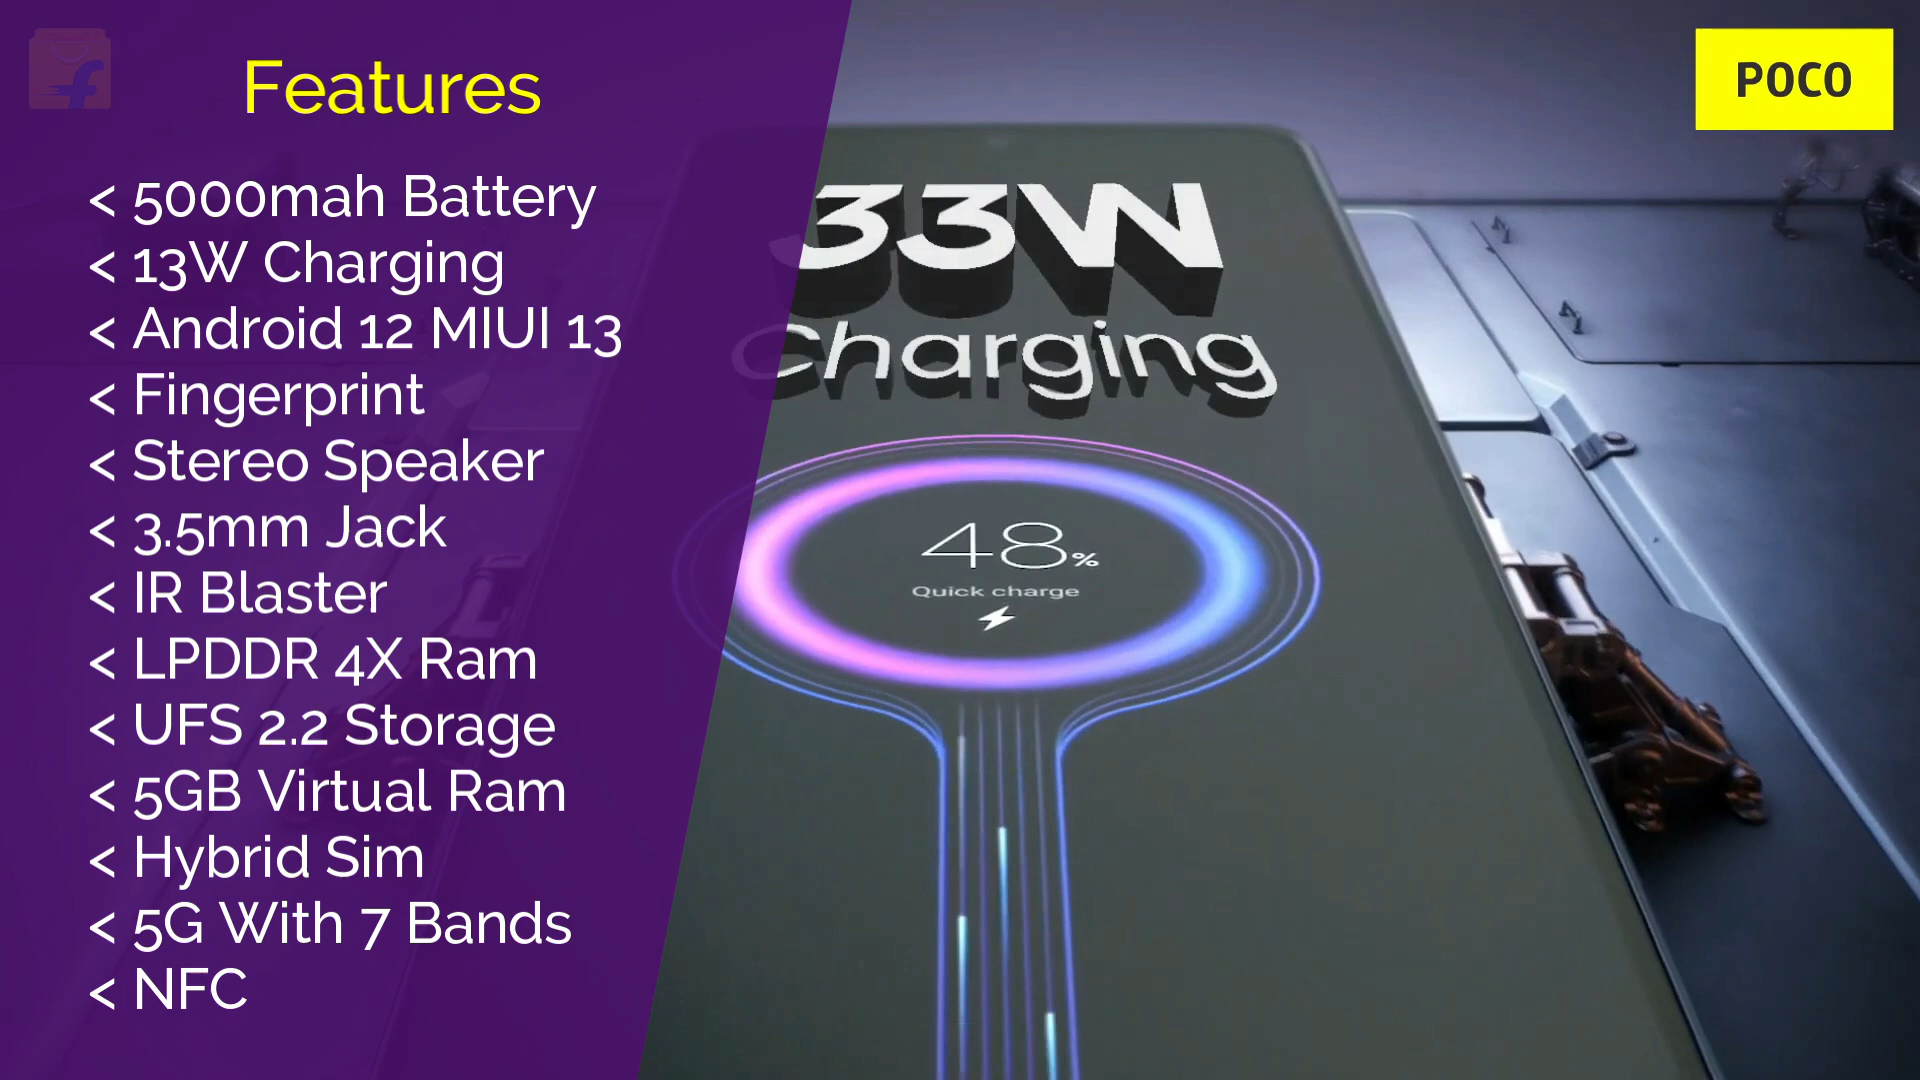 Features
< 5000mah Battery
< 13W Charging
< Android 12 MIUI 13
< Fingerprint
< Stereo Speaker
< 3.5mm Jack
< IR Blaster
< LPDDR 4X Ram
< UFS 2.2 Storage
< 5GB Virtual Ram
< Hybrid Sim
< 5G With 7 Bands
< NFC
POCO
33W
Charging
48%
Quick charge
f